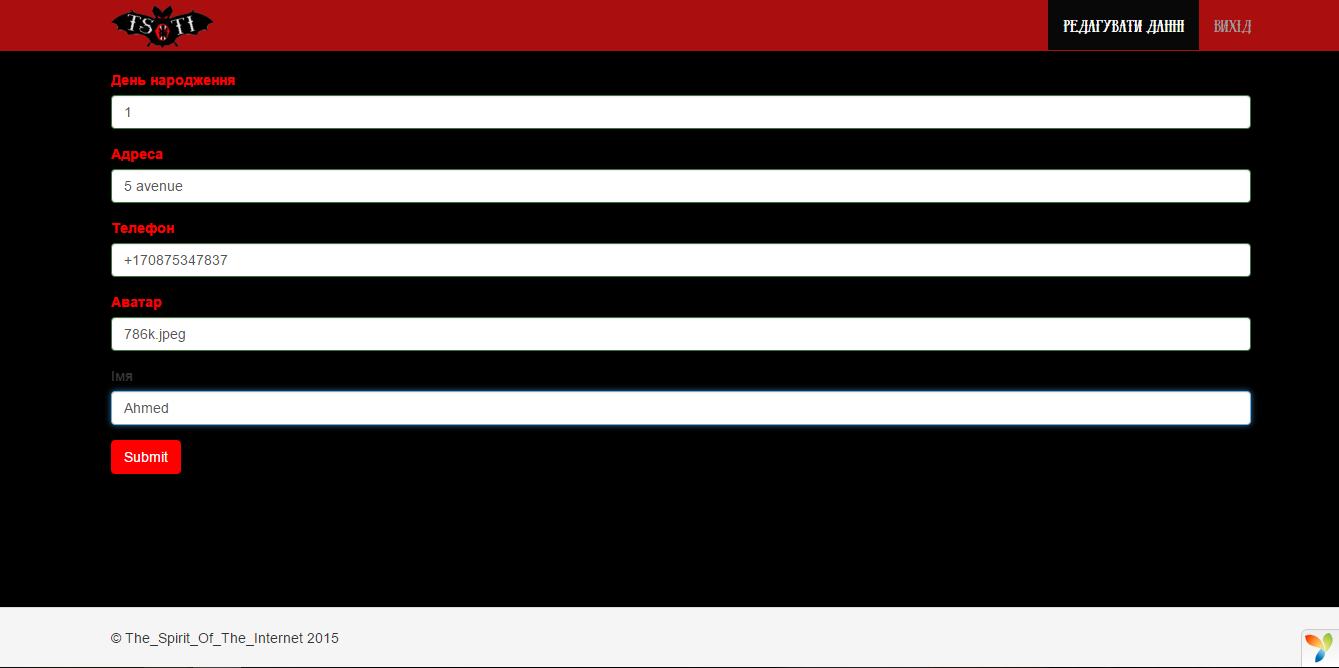 TSOTI
РЕДАГУВАТИ ДАННІ
ВИХІД
День народження
1
Адреса
5 avenue
Телефон
+170875347837
Аватар
786k.jpeg
Імя
Ahmed
Submit
© The_Spirit_Of_The_Internet 2015